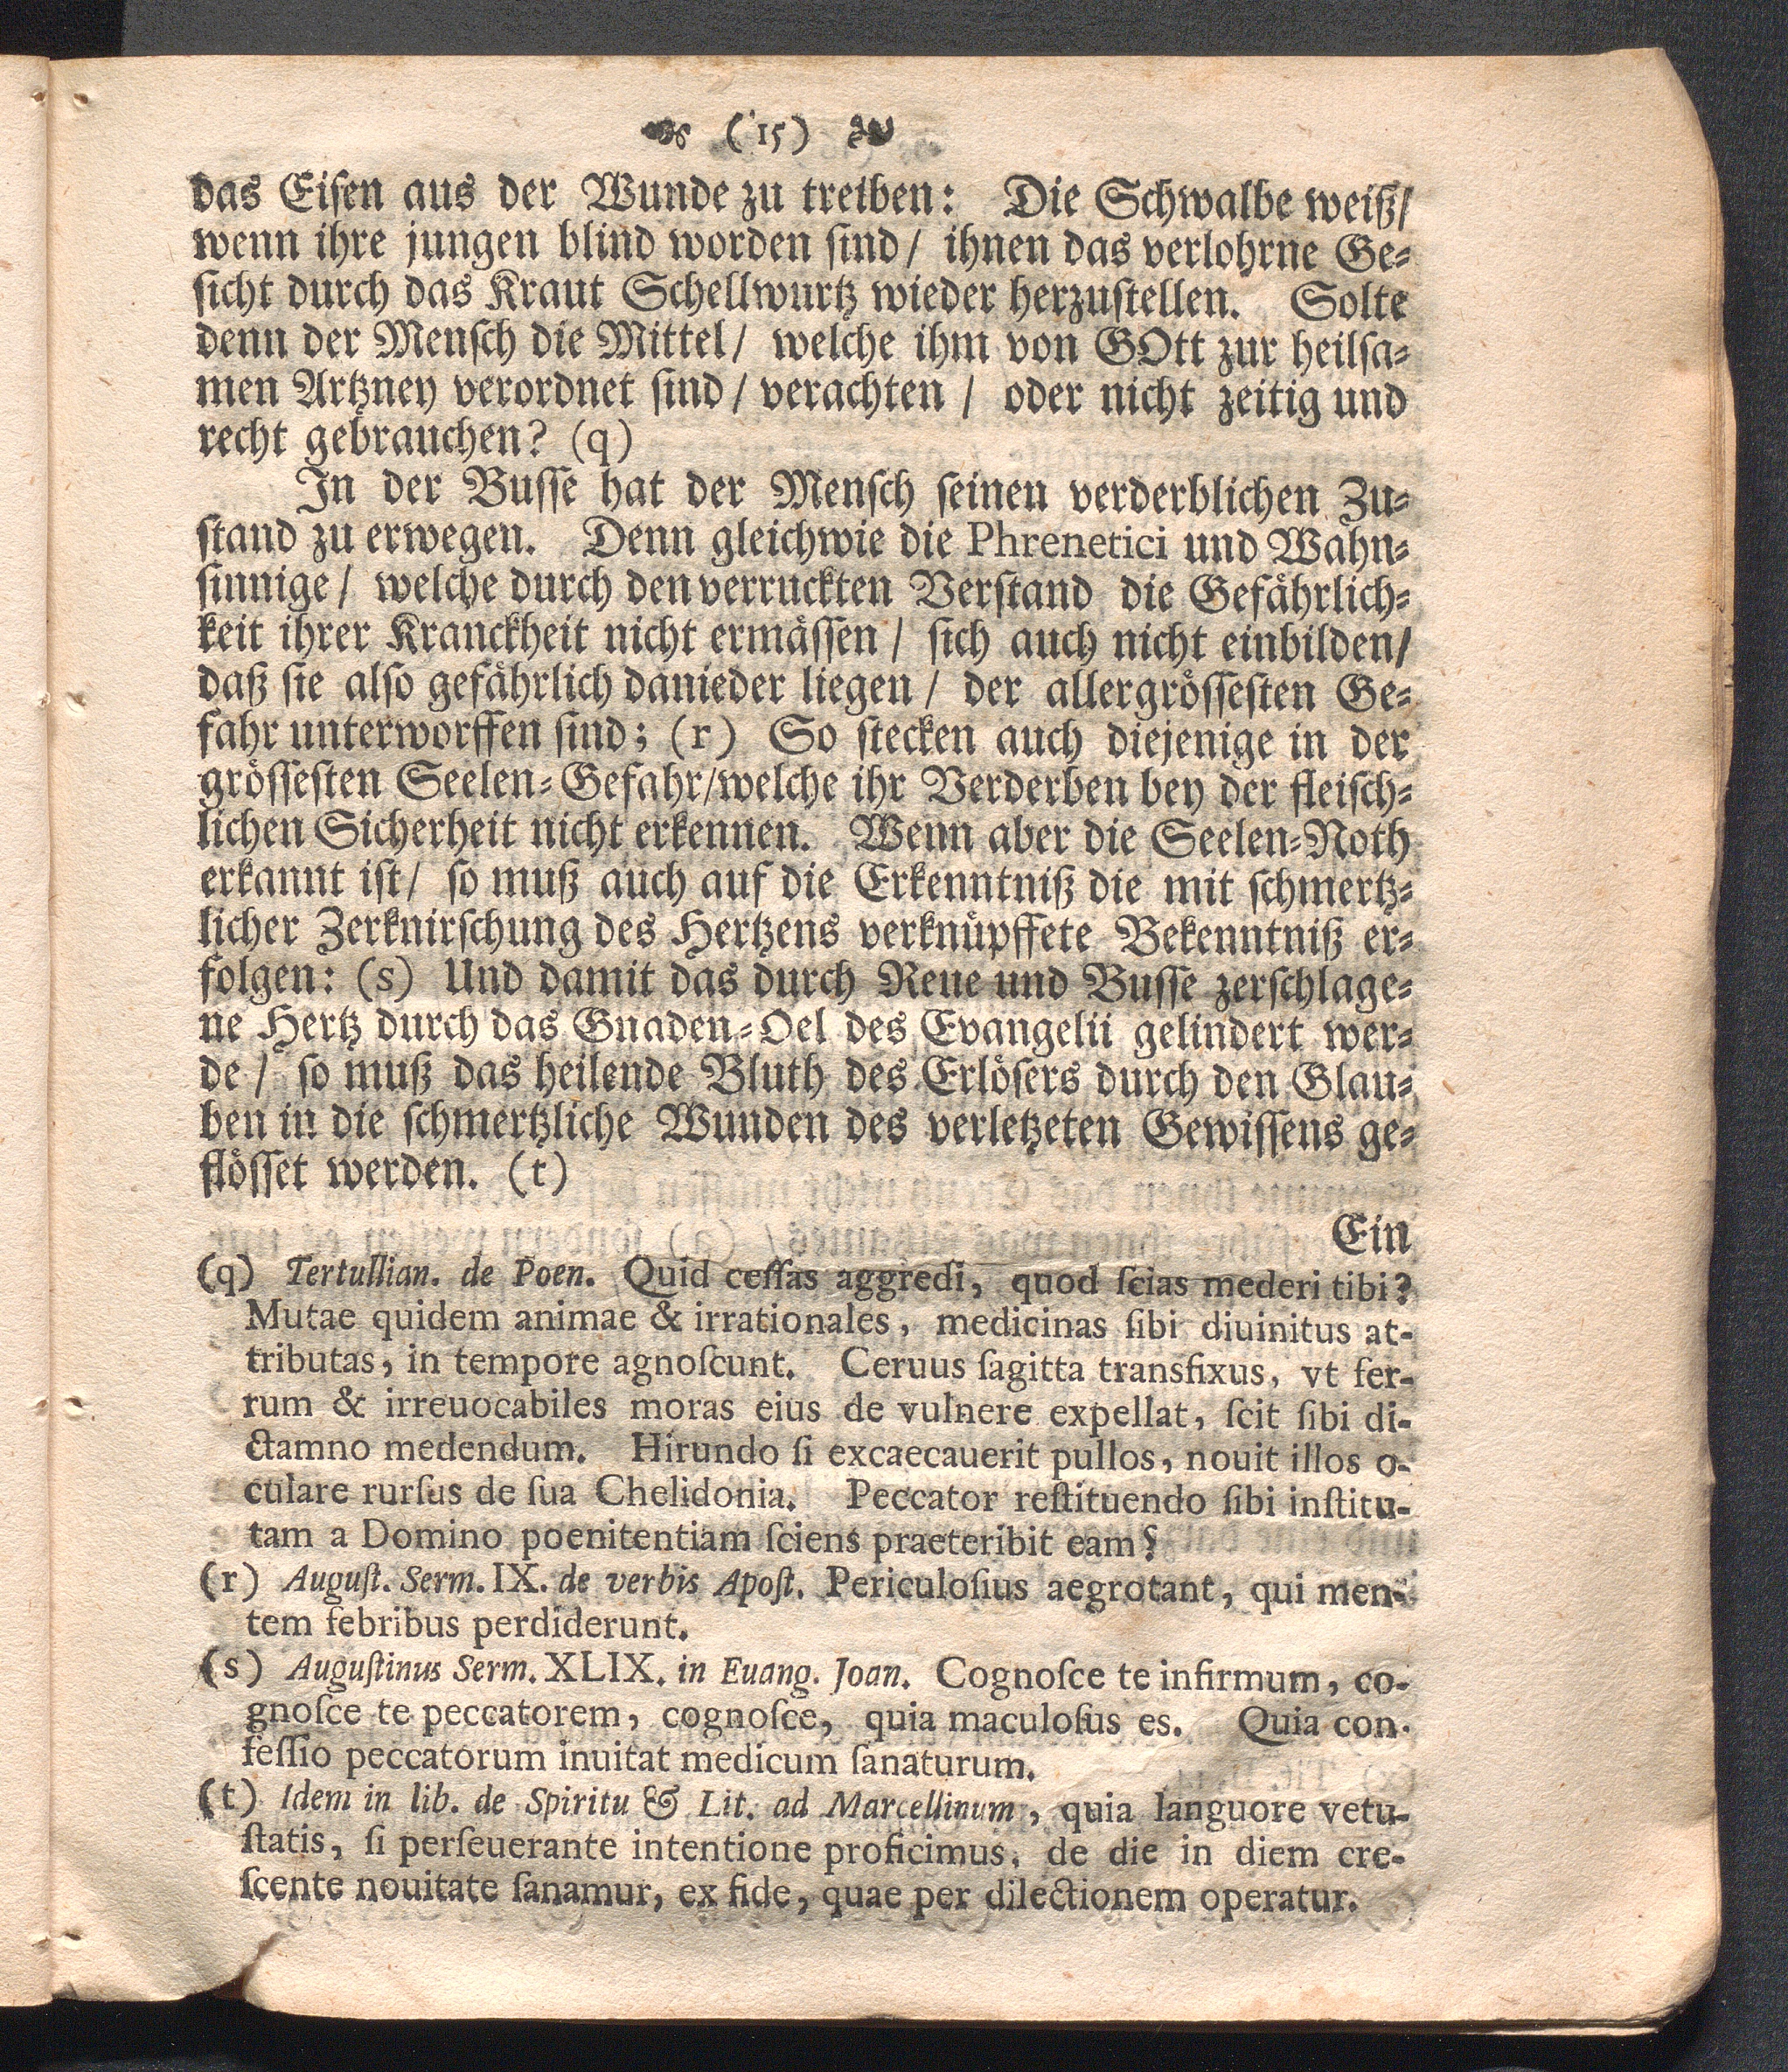 (15)
das Eiſen aus der Wunde zu treiben: Die Schwalbe weiß/
wenn ihre jungen blind worden ſind/ ihnen das verlohrne Ge⸗
ſicht durch das Kraut Schellwurtz wieder herzuſtellen. Solte
denn der Menſch die Mittel/ welche ihm von GOtt zur heilſa⸗
men Artzney verordnet ſind/ verachten/ oder nicht zeitig und
recht gebrauchen? (q)
In der Buſſe hat der Menſch ſeinen verderblichen Zu⸗
ſtand zu erwegen. Denn gleichwie die Phrenetici und Wahn⸗
ſinnige/ welche durch den verruckten Verſtand die Gefährlich⸗
keit ihrer Kranckheit nicht ermäſſen/ ſich auch nicht einbilden/
daß ſie alſo gefährlich danieder liegen/ der allergröſſeſten Ge⸗
fahr unterworffen ſind; (r) So ſtecken auch diejenige in der
gröſſeſten Seelen⸗Gefahr/welche ihr Verderben bey der fleiſch⸗
lichen Sicherheit nicht erkennen. Wenn aber die Seelen⸗Noth
erkannt iſt/ ſo muß auch auf die Erkenntniß die mit ſchmertz⸗
licher Zerknirſchung des Hertzens verknüpffete Bekenntniß er⸗
folgen: (s) Und damit das durch Reue und Buſſe zerſchlage⸗
ne Hertz durch das Gnaden⸗Oel des Evangelii gelindert wer⸗
de/ ſo muß das heilende Bluth des Erlöſers durch den Glau⸗
ben in die ſchmertzliche Wunden des verletzeten Gewiſſens ge⸗
flöſſet werden. (t)
Ein
(q) Tertullian. de Poen. Quid ceſſas aggredi, quod ſcias mederi tibi?
Mutae quidem animae & irrationales, medicinas ſibi diuinitus at-
tributas, in tempore agnoſcunt. Ceruus ſagitta transfixus, vt fer-
rum & irreuocabiles moras eius de vulnere expellat, ſcit ſibi di-
ctamno medendum. Hirundo ſi excaecauerit pullos, nouit illos o-
culare rurſus de ſua Chelidonia. Peccator reſtituendo ſibi inſtitu-
tam a Domino poenitentiam ſciens praeteribit eam?
(r) Auguſt. Serm. IX. de verbis Apoſt. Periculoſius aegrotant, qui men-
tem febribus perdiderunt.
(s) Auguſtinus Serm. XLIX. in Euang. Joan. Cognoſce te infirmum, co-
gnoſce te peccatorem, cognoſce, quia maculoſus es. Quia con-
feſſio peccatorum inuitat medicum ſanaturum.
(t) Idem in lib. de Spiritu & Lit. ad Marcellinum, quia languore vetu-
ſtatis, ſi perſeuerante intentione proficimus, de die in diem cre-
ſcente nouitate ſanamur, ex fide, quae per dilectionem operatur.